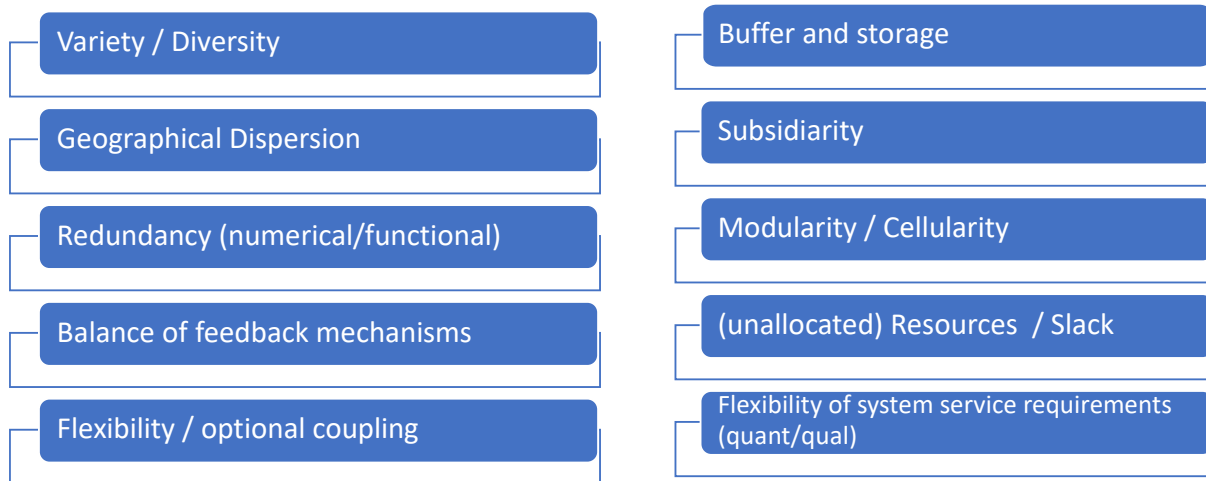 Variety / Diversity
Geographical Dispersion
Redundancy (numerical/functional)
Balance of feedback mechanisms
Flexibility / optional coupling
Buffer and storage
Subsidiarity
Modularity / Cellularity
(unallocated) Resources / Slack
Flexibility of system service requirements
(quant/qual)